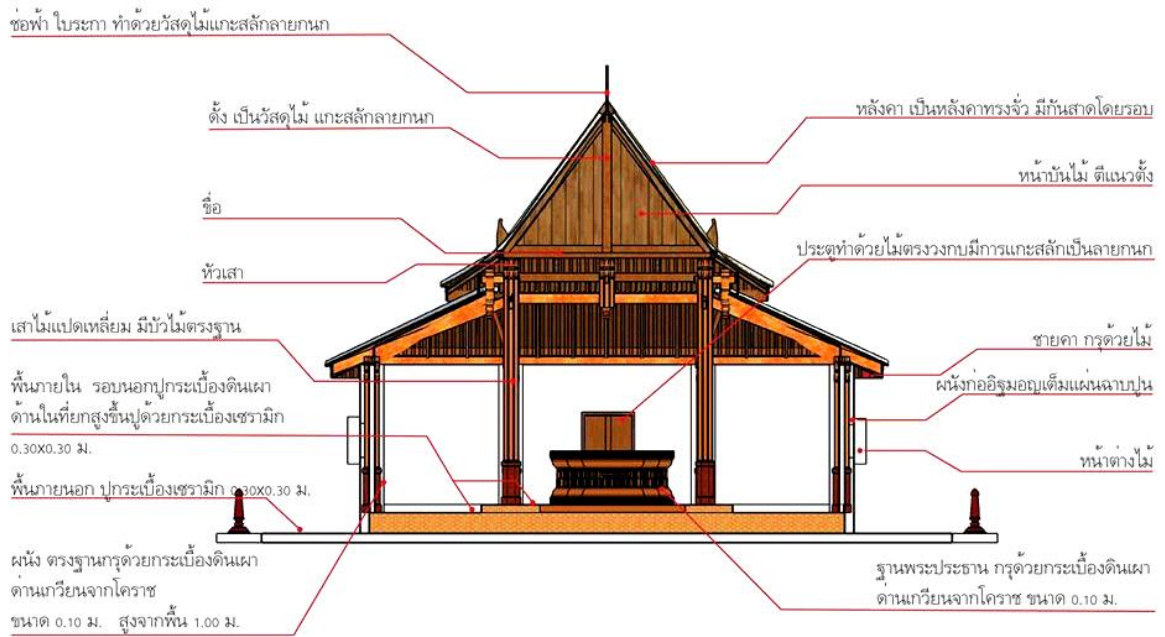 ช่อฟ้า ใบระกา ทำด้วยวัสดุไม้แกะสลักลายกนก
ดั้ง เป็นวัสดุไม้ แกะสลักลายกนก
หลังคา เป็นหลังคาทรงจั่ว มีกันสาดโดยรอบ
หน้าบันไม้ ตีแนวตั้ง
ขื่อ
ประตูทำด้วยไม้ตรงวงกบมีการแกะสลักเป็นลายกนก
หัวเสา
เสาไม้แปดเหลี่ยม มีบัวไม้ตรงฐาน
ชายคา กรุด้วยไม้
พื้นภายใน รอบนอกปูกระเบื้องดินเผา
ด้านในที่ยกสูงขึ้นปูด้วยกระเบื้องเซรามิก
0.30x0.30 ม.
ผนังก่ออิฐมอญเต็มแผ่นฉาบปูน
หน้าต่างไม้
พื้นภายนอก ปูกระเบื้องเซรามิก 0.30x0.30 ม.
ผนัง ตรงฐานกรุด้วยกระเบื้องดินเผา
ด่านเกวียนจากโคราช
ขนาด 0.10 ม. สูงจากพื้น 1.00 ม.
ฐานพระประธาน กรุด้วยกระเบื้องดินเผา
ด่านเกวียนจากโคราช ขนาด 0.10 ม.